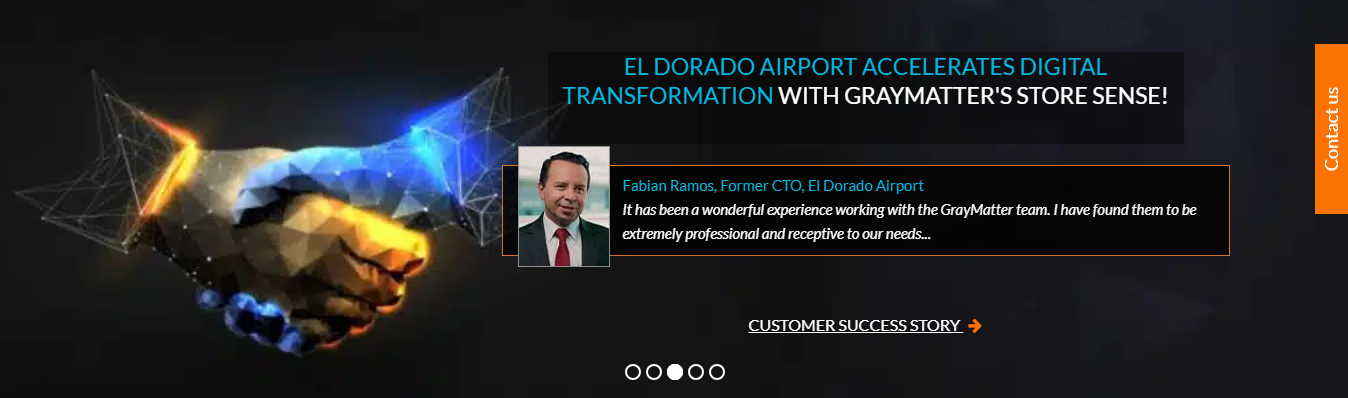 EL DORADO AIRPORT ACCELERATES DIGITAL
TRANSFORMATION WITH GRAYMATTER'S STORE SENSE!
Contact us
Fabian Ramos, Former CTO, El Dorado Airport
It has been a wonderful experience working with the GrayMatter team. I have found them to be
extremely professional and receptive to our needs...
CUSTOMER SUCCESS STORY